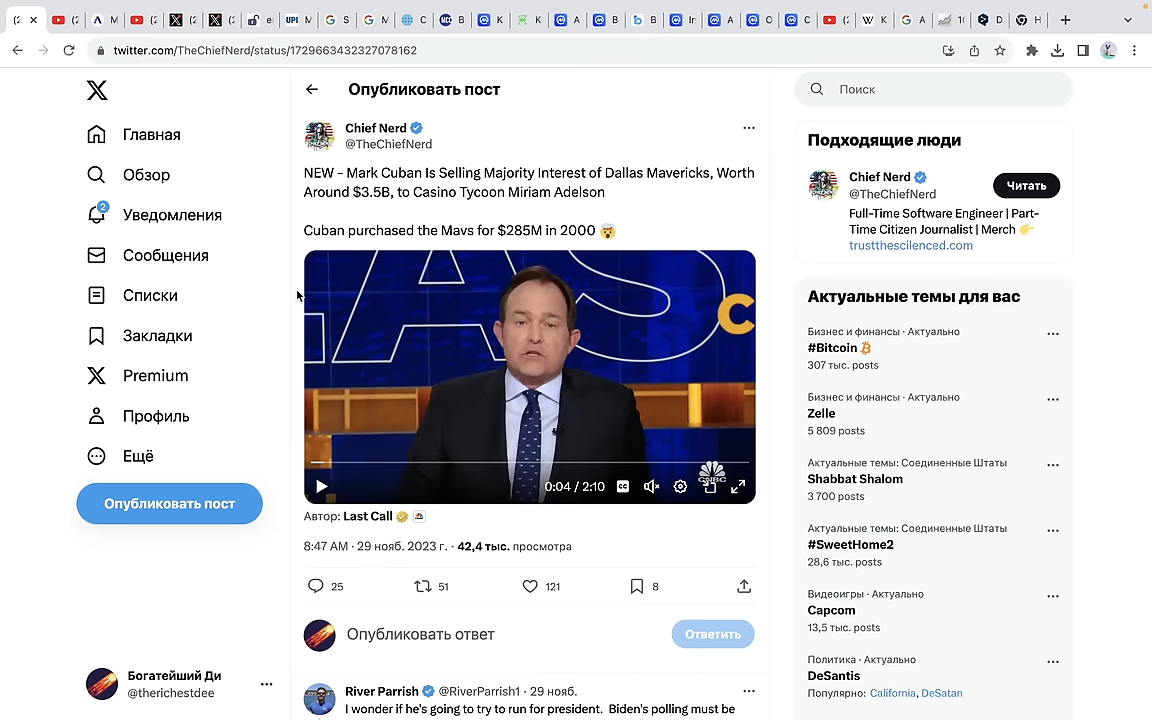 twitter.com/TheChiefNerd/status/1729663432327078162
Главная
Обзор
2
Уведомления
Сообщения
Списки
Закладки
Premium
Профиль
Ещё
Опубликовать пост
Богатейший Ди
@therichestdee
Опубликовать пост
Chief Nerd
@TheChiefNerd
NEW - Mark Cuban Is Selling Majority Interest of Dallas Mavericks, Worth
Around $3.5B, to Casino Tycoon Miriam Adelson
Cuban purchased the Mavs for $285M in 2000 🤯
CNBC
0:04 / 2:10
CC
Автор: Last Call
8:47 AM · 29 нояб. 2023 г. · 42,4 тыс. просмотра
25
51
121
8
Опубликовать ответ
Ответить
River Parrish @RiverParrish1 · 29 нояб.
I wonder if he's going to try to run for president. Biden's polling must be
Поиск
Подходящие люди
Chief Nerd
@TheChiefNerd
Читать
Full-Time Software Engineer | Part-
Time Citizen Journalist | Merch 👉
trustthescilenced.com
Актуальные темы для вас
Бизнес и финансы · Актуально
#Bitcoin
307 тыс. posts
Бизнес и финансы · Актуально
Zelle
5 809 posts
Актуальные темы: Соединенные Штаты
Shabbat Shalom
3 700 posts
Актуальные темы: Соединенные Штаты
#SweetHome2
28,6 тыс. posts
Видеоигры · Актуально
Capcom
13,5 тыс. posts
Политика · Актуально
DeSantis
Популярно: California, DeSatan